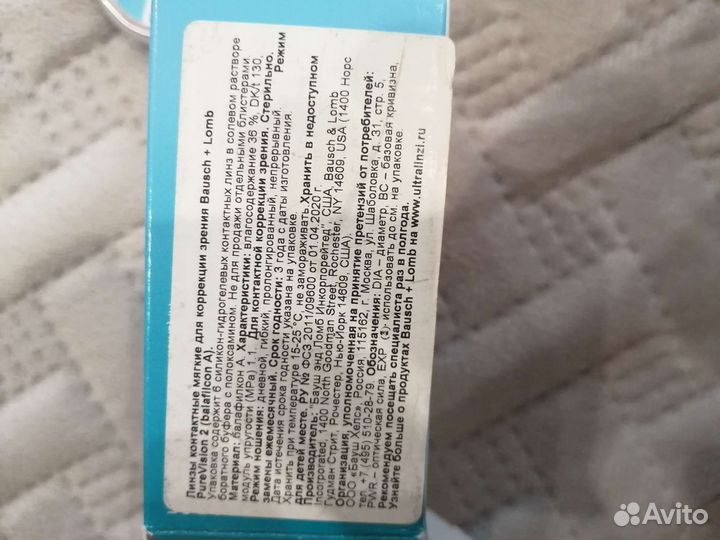 Линзы контактные мягкие для коррекции зрения Bausch + Lomb
PureVision 2 (balafilcon A).
Упаковка содержит 6 силикон-гидрогелевых контактных линз в солевом растворе
боратного буфера с полоксамином. Не для продажи отдельными блистерами.
Материал: балафилкон А. Характеристики: влагосодержание 36 %, DK/t 130,
модуль упругости (MPa) 1,1. Для контактной коррекции зрения. Стерильно.
Режим ношения: дневной, гибкий, пролонгированный, непрерывный. Режим
замены ежемесячный. Срок годности: 3 года с даты изготовления.
Дата истечения срока годности указана на упаковке.
Хранить при температуре 15-25 °С, не замораживать. Хранить в недоступном
для детей месте. РУ № ФСЗ 2011/09600 от 01.04.2020 г.
Производитель: "Бауш энд Ломб Инкорпорейтед", США, Bausch & Lomb
Incorporated, 1400 North Goodman Street, Rochester, NY 14609, USA (1400 Норс
Гудман Стрит, Рочестер, Нью-Йорк 14609, США).
Организация, уполномоченная на принятие претензий от потребителей:
ООО «Бауш Хелс», Россия, 115162, г. Москва, ул. Шаболовка, д. 31, стр. 5,
тел +7 (495) 510-28-79. Обозначения: DIA – диаметр, BC – базовая кривизна,
PWR – оптическая сила, EXP - использовать до см. на упаковке.
Рекомендуем посещать специалиста раз в полгода.
Узнайте больше о продуктах Bausch + Lomb на www.ultralinzi.ru
Avito